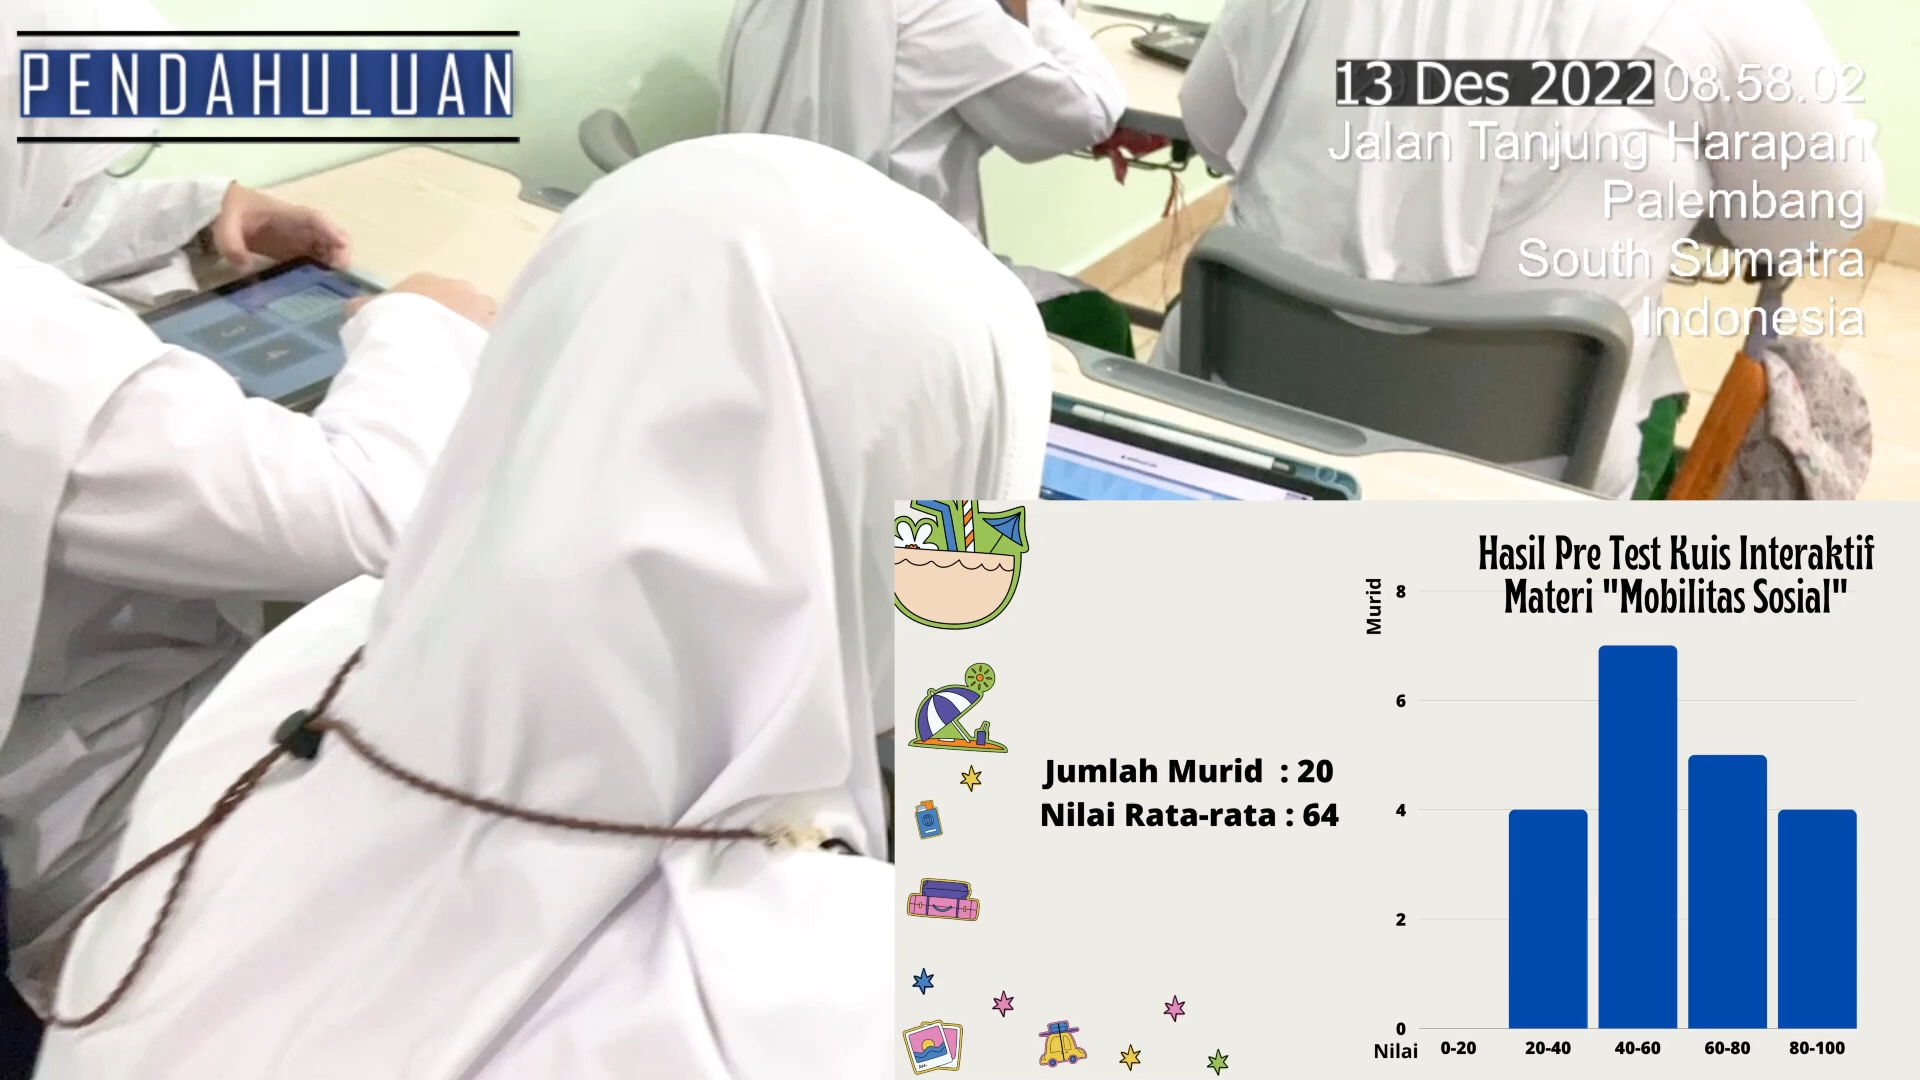 PENDAHULUAN
13 Des 2022 08.58.02
Jalan Tanjung Harapan
Palembang
South Sumatra
Indonesia
Hasil Pre Test Kuis Interaktif
Materi "Mobilitas Sosial"
Murid
8
6
4
2
0
Jumlah Murid : 20
Nilai Rata-rata : 64
Nilai 0-20 20-40 40-60 60-80 80-100